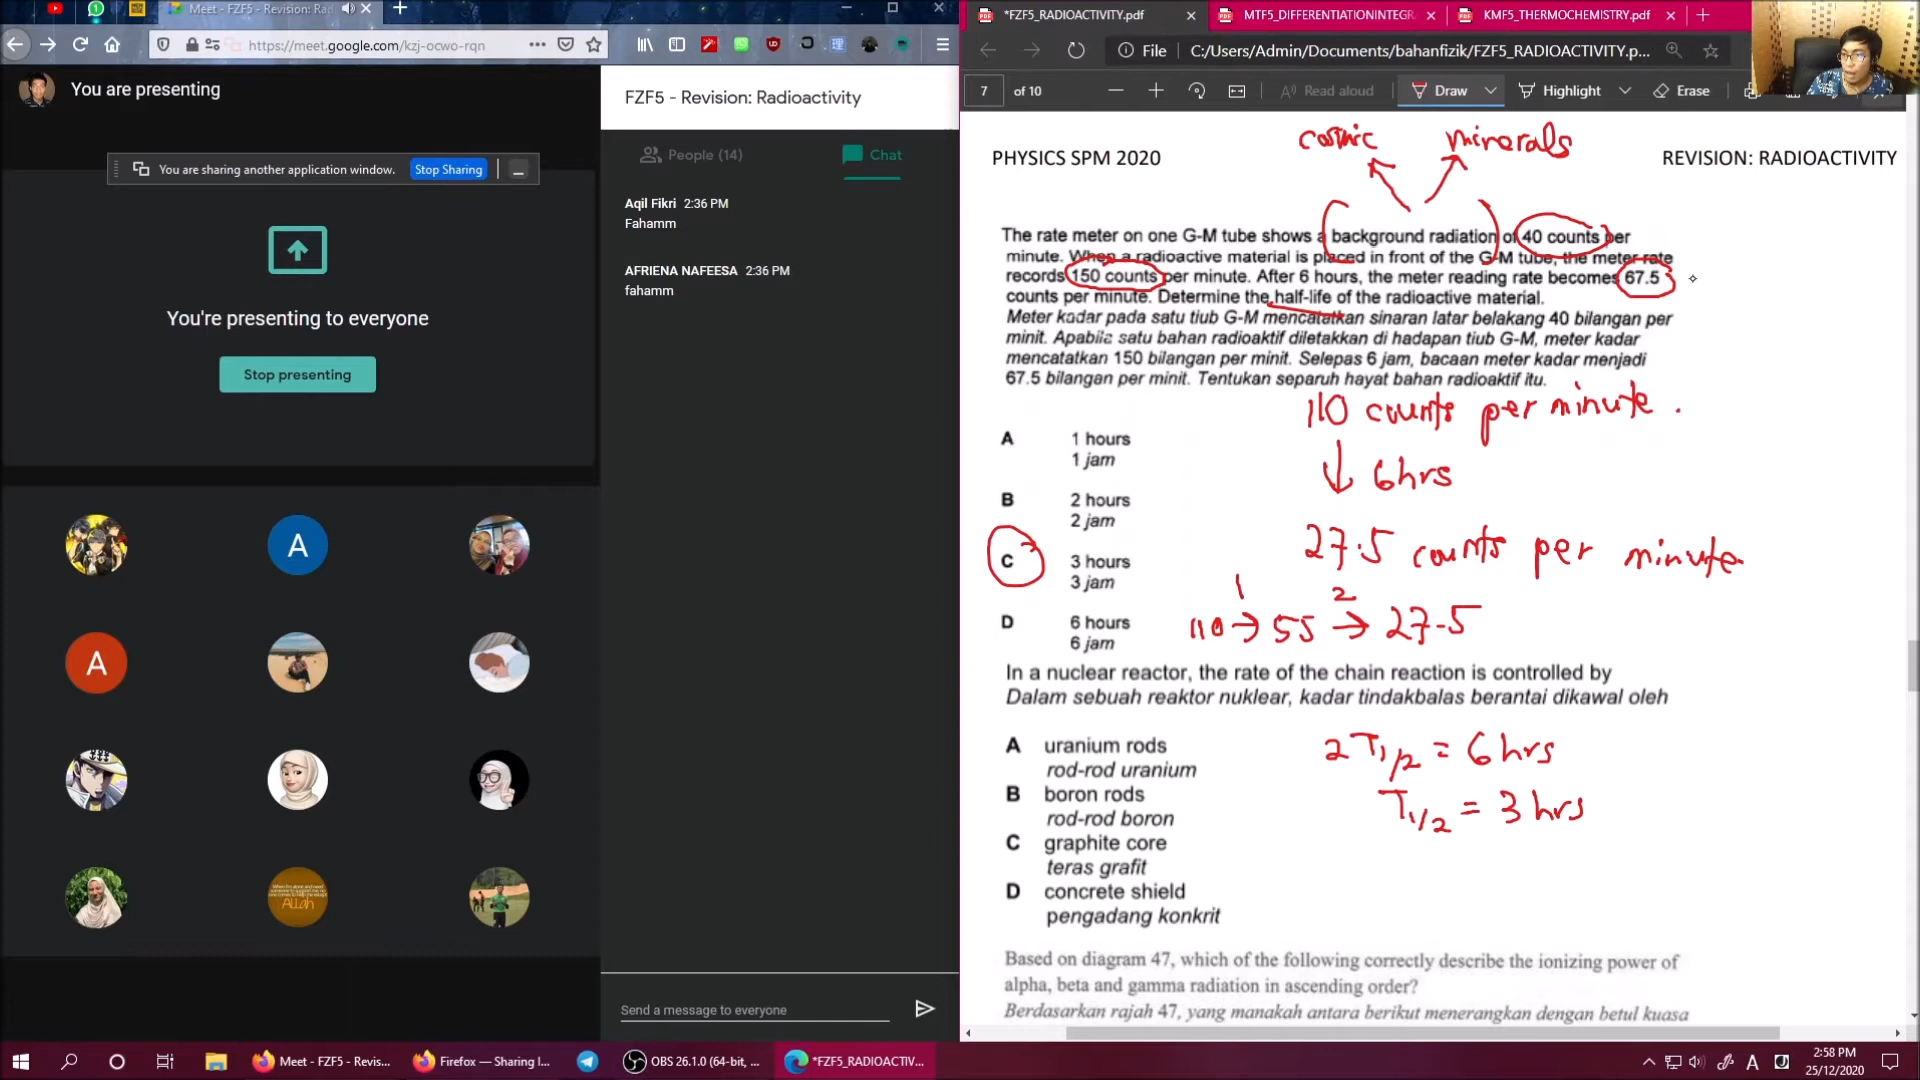 Meet - FZF5 - Revision: Rad
https://meet.google.com/kzj-ocwo-rqn
You are presenting
You are sharing another application window.
Stop Sharing
You're presenting to everyone
Stop presenting
A
A
ALLAH
FZF5 - Revision: Radioactivity
People (14)
Chat
Aqil Fikri 2:36 PM
Fahamm
AFRIENA NAFEESA 2:36 PM
fahamm
Send a message to everyone
*FZF5_RADIOACTIVITY.pdf
MTF5_DIFFERENTIATIONINTEGR
KMF5_THERMOCHEMISTRY.pdf
File
C:/Users/Admin/Documents/bahanfizik/FZF5_RADIOACTIVITY.p...
7 of 10
Read aloud
Draw
Highlight
Erase
cosmic
minerals
PHYSICS SPM 2020
REVISION: RADIOACTIVITY
The rate meter on one G-M tube shows a background radiation of 40 counts per
minute. When a radioactive material is placed in front of the G-M tube, the meter rate
records 150 counts per minute. After 6 hours, the meter reading rate becomes 67.5
counts per minute. Determine the half-life of the radioactive material.
Meter kadar pada satu tiub G-M mencatatkan sinaran latar belakang 40 bilangan per
minit. Apabila satu bahan radioaktif diletakkan di hadapan tiub G-M, meter kadar
mencatatkan 150 bilangan per minit. Selepas 6 jam, bacaan meter kadar menjadi
67.5 bilangan per minit. Tentukan separuh hayat bahan radioaktif itu.
110 counts per minute.
A 1 hours
1 jam
↓ 6hrs
B 2 hours
2 jam
27.5 counts per minute
C 3 hours
3 jam
1 2
110 → 55 → 27.5
D 6 hours
6 jam
In a nuclear reactor, the rate of the chain reaction is controlled by
Dalam sebuah reaktor nuklear, kadar tindakbalas berantai dikawal oleh
A uranium rods
rod-rod uranium
B boron rods
rod-rod boron
C graphite core
teras grafit
D concrete shield
pengadang konkrit
2 T1/2 = 6 hrs
T1/2 = 3 hrs
Based on diagram 47, which of the following correctly describe the ionizing power of
alpha, beta and gamma radiation in ascending order?
Berdasarkan rajah 47, yang manakah antara berikut menerangkan dengan betul kuasa
Meet - FZF5 - Revis...
Firefox — Sharing I...
OBS 26.1.0 (64-bit, ...
*FZF5_RADIOACTIV...
A
2:58 PM
25/12/2020